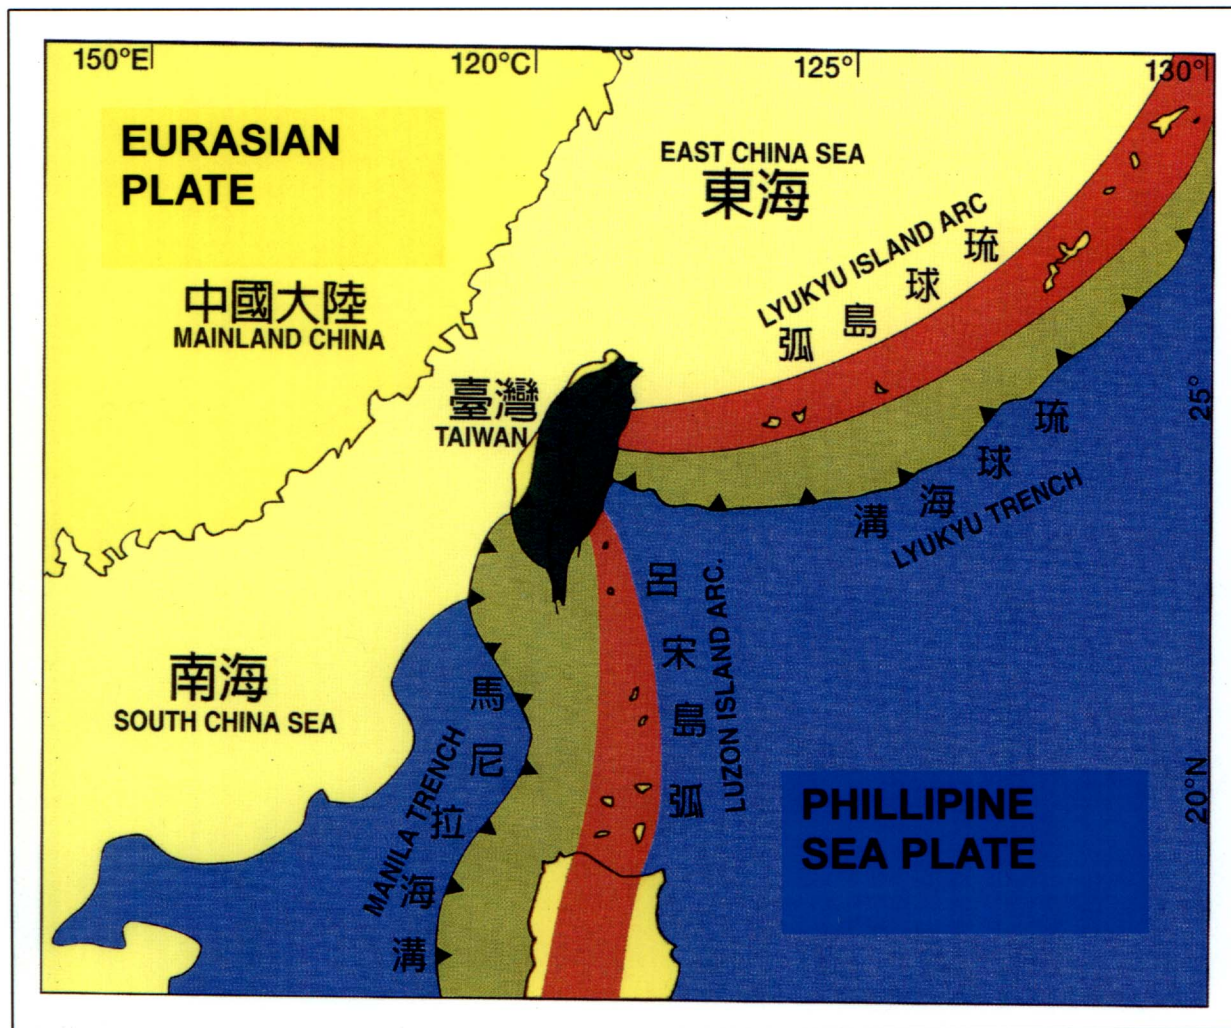 150°E
120°C
125°
130°
EURASIAN
PLATE
EAST CHINA SEA
東海
LYUKYU ISLAND ARC
琉球島弧
中國大陸
MAINLAND CHINA
臺灣
TAIWAN
25°
琉球海溝
LYUKYU TRENCH
呂宋島弧
LUZON ISLAND ARC.
南海
SOUTH CHINA SEA
馬尼拉海溝
MANILA TRENCH
20°N
PHILLIPINE
SEA PLATE